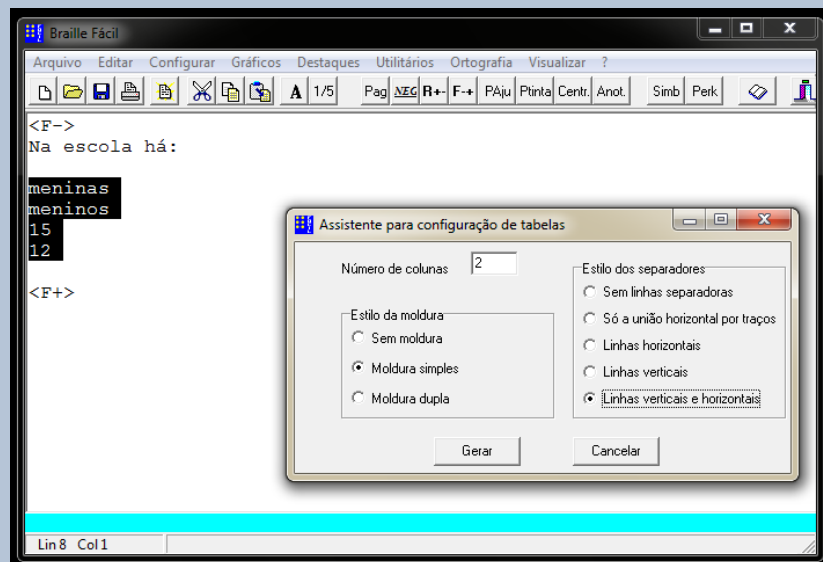 Braille Fácil
Arquivo Editar Configurar Gráficos Destaques Utilitários Ortografia Visualizar ?
A 1/5 Pag NEG R+- F-+ PAju Ptinta Centr. Anot. Simb Perk
<F->
Na escola há:
meninas
meninos
15
12
<F+>
Assistente para configuração de tabelas
Número de colunas 2
Estilo da moldura
Sem moldura
Moldura simples
Moldura dupla
Estilo dos separadores
Sem linhas separadoras
Só a união horizontal por traços
Linhas horizontais
Linhas verticais
Linhas verticais e horizontais
Gerar Cancelar
Lin 8 Col 1